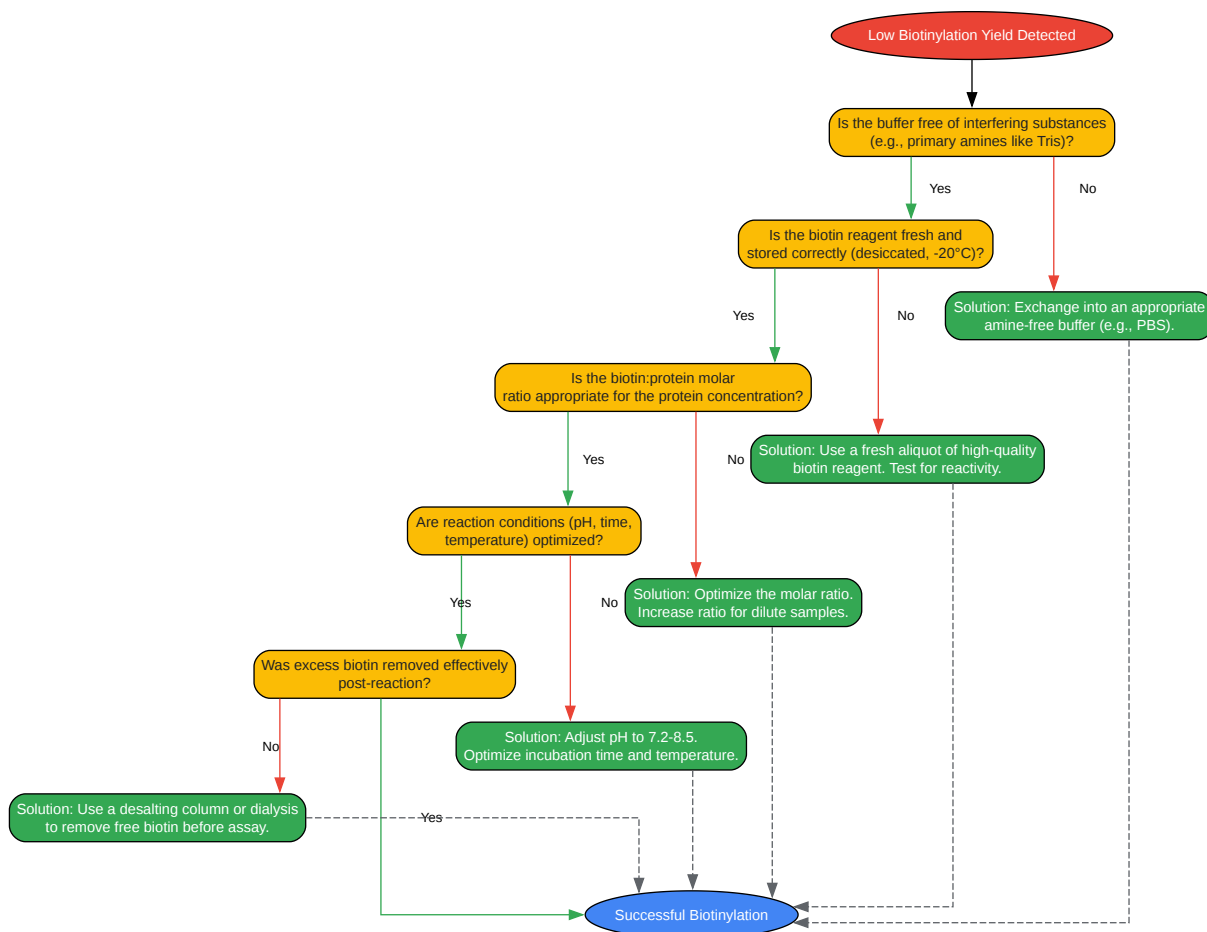 Low Biotinylation Yield Detected
Is the buffer free of interfering substances
(e.g., primary amines like Tris)?
Yes
No
Is the biotin reagent fresh and
stored correctly (desiccated, -20°C)?
Solution: Exchange into an appropriate
amine-free buffer (e.g., PBS).
Yes
No
Is the biotin:protein molar
ratio appropriate for the protein concentration?
Solution: Use a fresh aliquot of high-quality
biotin reagent. Test for reactivity.
Yes
No
Are reaction conditions (pH, time,
temperature) optimized?
Solution: Optimize the molar ratio.
Increase ratio for dilute samples.
Yes
No
Was excess biotin removed effectively
post-reaction?
Solution: Adjust pH to 7.2-8.5.
Optimize incubation time and temperature.
No
Solution: Use a desalting column or dialysis
to remove free biotin before assay.
Yes
Successful Biotinylation